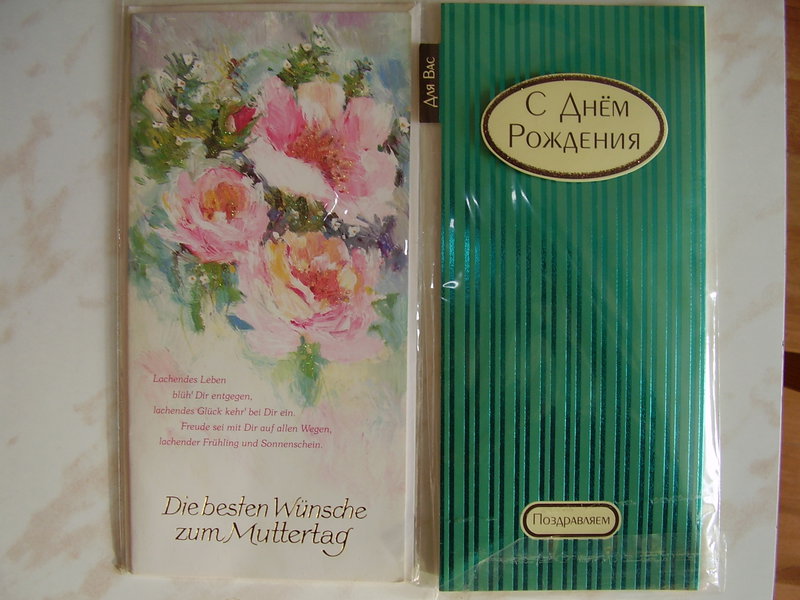 Lachendes Leben
blüh' Dir entgegen,
lachendes Glück kehr' bei Dir ein.
Freude sei mit Dir auf allen Wegen,
lachender Frühling und Sonnenschein.
Die besten Wünsche
zum Muttertag
Для Вас
С Днём
Рождения
Поздравляем